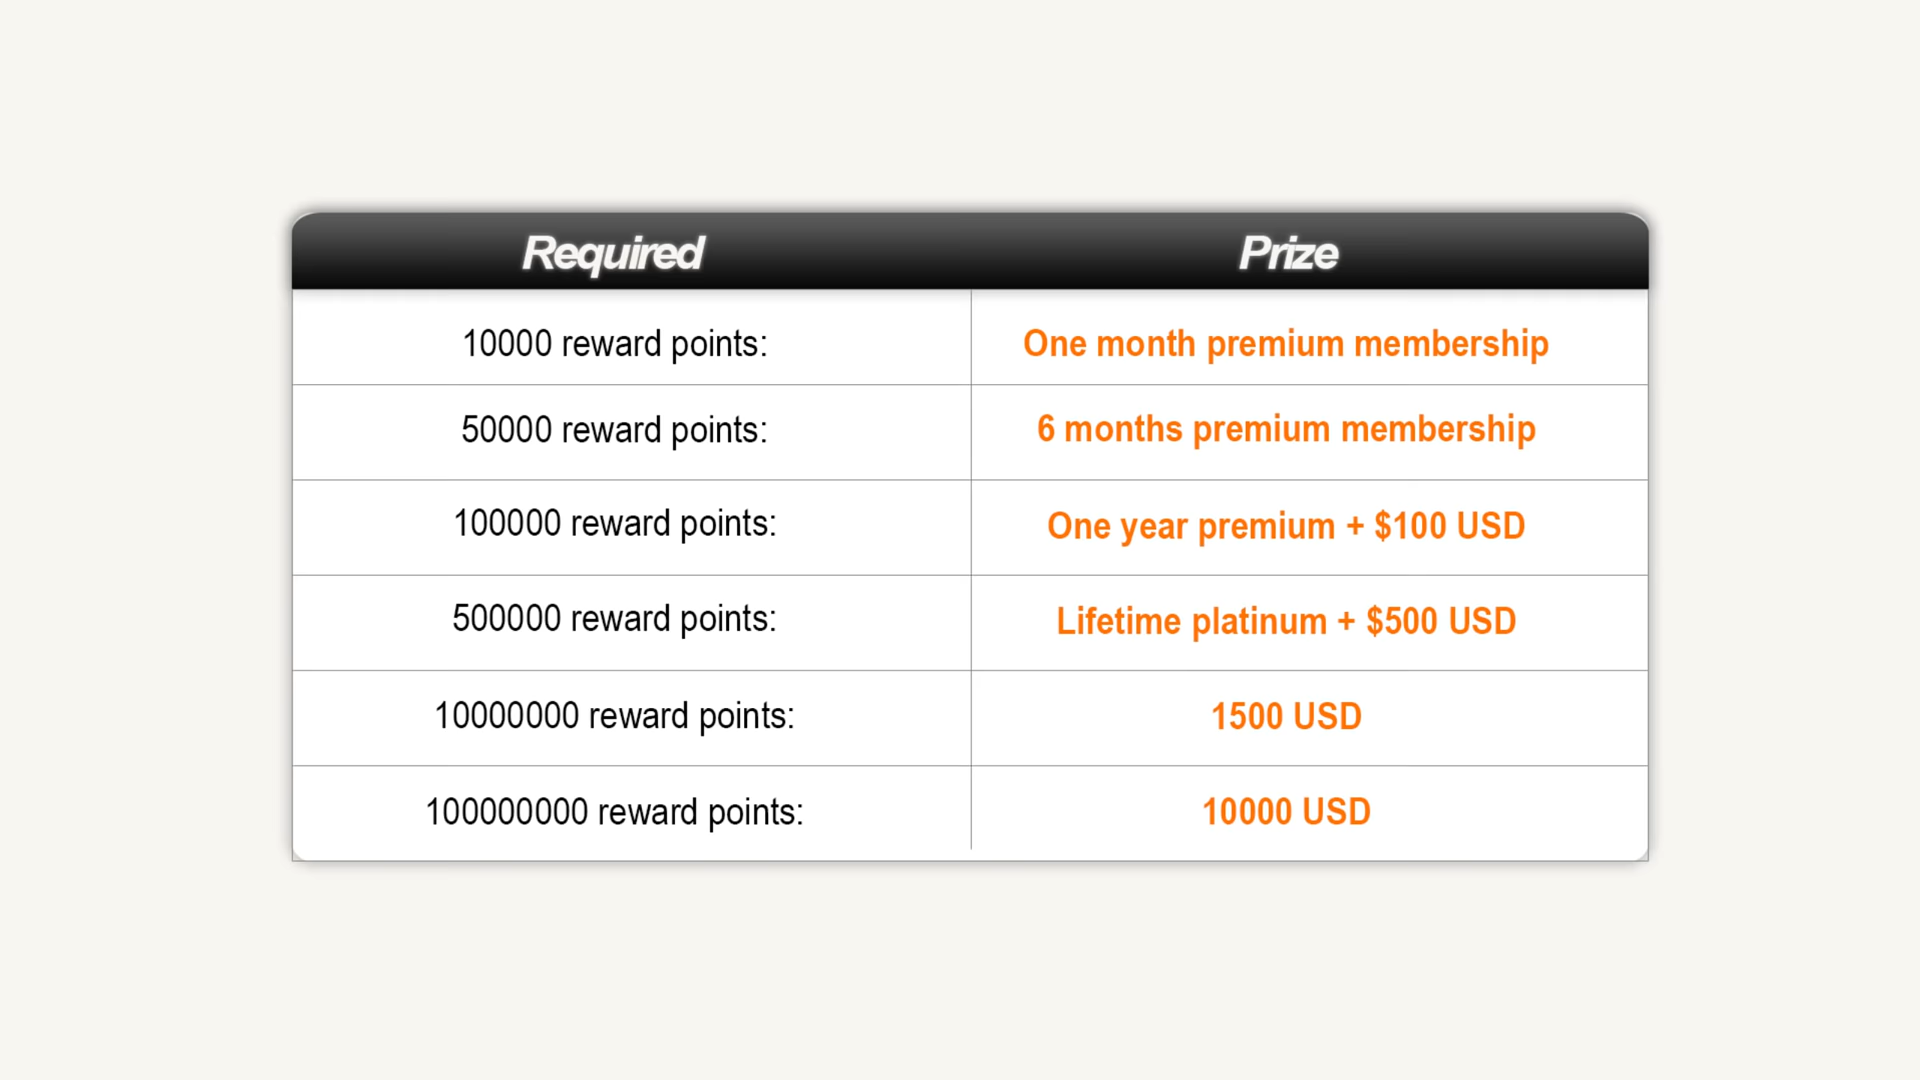 Required Prize
10000 reward points: One month premium membership
50000 reward points: 6 months premium membership
100000 reward points: One year premium + $100 USD
500000 reward points: Lifetime platinum + $500 USD
10000000 reward points: 1500 USD
100000000 reward points: 10000 USD